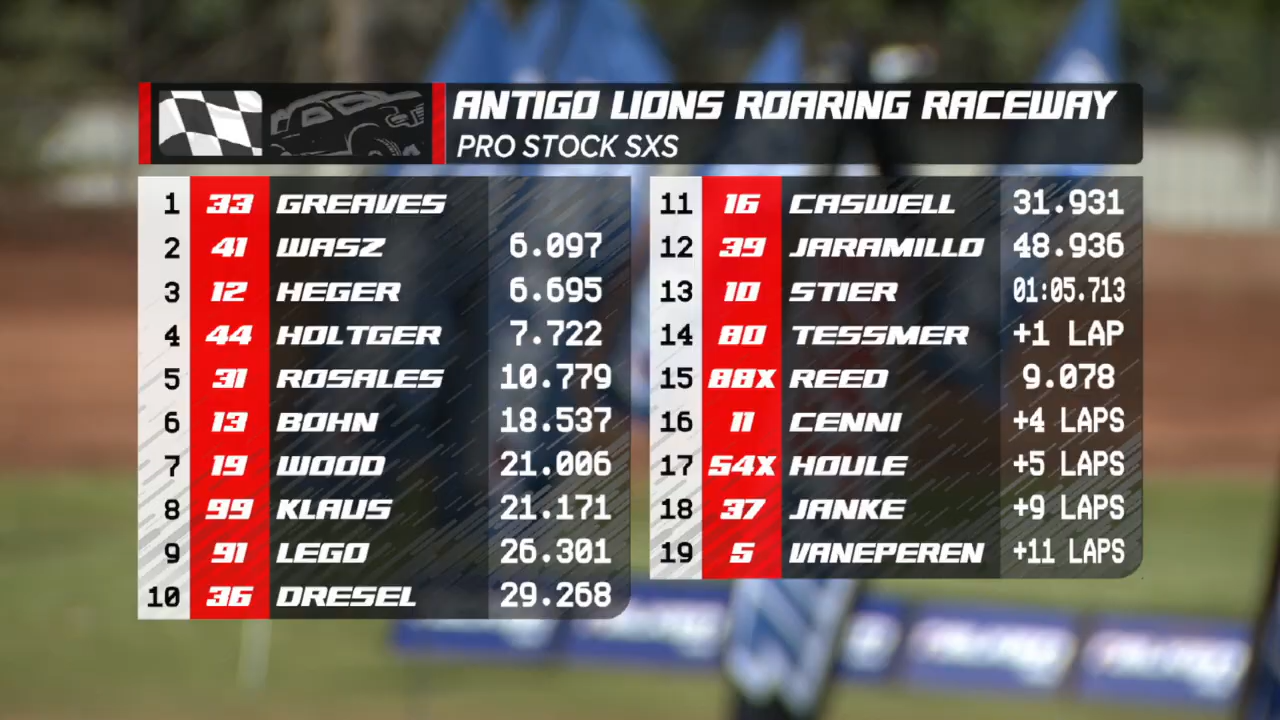 ANTIGO LIONS ROARING RACEWAY
PRO STOCK SXS
1 33 GREAVES
2 41 WASZ 6.097
3 12 HEGER 6.695
4 44 HOLTGER 7.722
5 31 ROSALES 10.779
6 13 BOHN 18.537
7 19 WOOD 21.006
8 99 KLAUS 21.171
9 91 LEGO 26.301
10 36 DRESEL 29.268
11 16 CASWELL 31.931
12 39 JARAMILLO 48.936
13 10 STIER 01:05.713
14 80 TESSMER +1 LAP
15 88X REED 9.078
16 11 CENNI +4 LAPS
17 54X HOULE +5 LAPS
18 37 JANKE +9 LAPS
19 5 VANEPEREN +11 LAPS